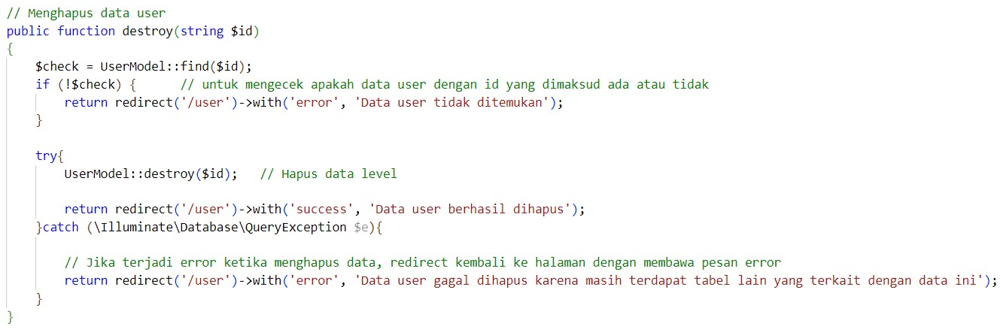 // Menghapus data user
public function destroy(string $id)
{
    $check = UserModel::find($id);
    if (!$check) {      // untuk mengecek apakah data user dengan id yang dimaksud ada atau tidak
        return redirect('/user')->with('error', 'Data user tidak ditemukan');
    }

    try{
        UserModel::destroy($id);   // Hapus data level

        return redirect('/user')->with('success', 'Data user berhasil dihapus');
    }catch (\Illuminate\Database\QueryException $e){

        // Jika terjadi error ketika menghapus data, redirect kembali ke halaman dengan membawa pesan error
        return redirect('/user')->with('error', 'Data user gagal dihapus karena masih terdapat tabel lain yang terkait dengan data ini');
    }
}